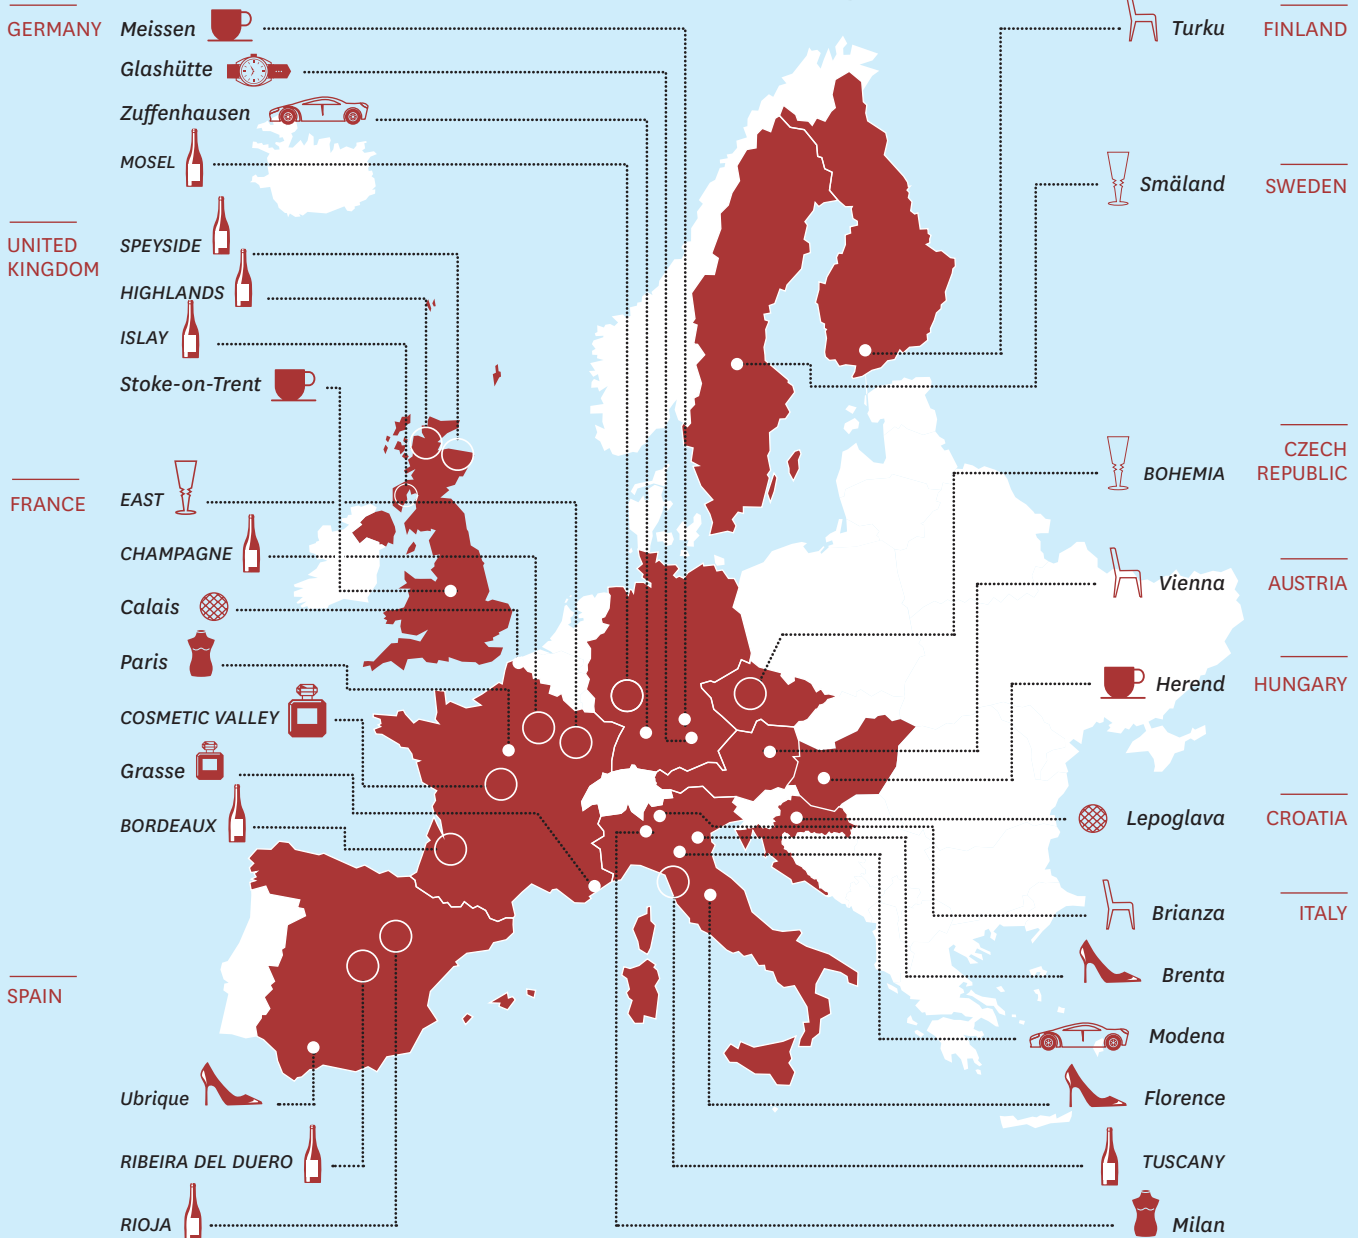 GERMANY
Meissen
Glashütte
Zuffenhausen
MOSEL
UNITED
KINGDOM
SPEYSIDE
HIGHLANDS
ISLAY
Stoke-on-Trent
FRANCE
EAST
CHAMPAGNE
Calais
Paris
COSMETIC VALLEY
Grasse
BORDEAUX
SPAIN
Ubrique
RIBEIRA DEL DUERO
RIOJA
Turku
FINLAND
Smäland
SWEDEN
BOHEMIA
CZECH
REPUBLIC
Vienna
AUSTRIA
Herend
HUNGARY
Lepoglava
CROATIA
Brianza
ITALY
Brenta
Modena
Florence
TUSCANY
Milan